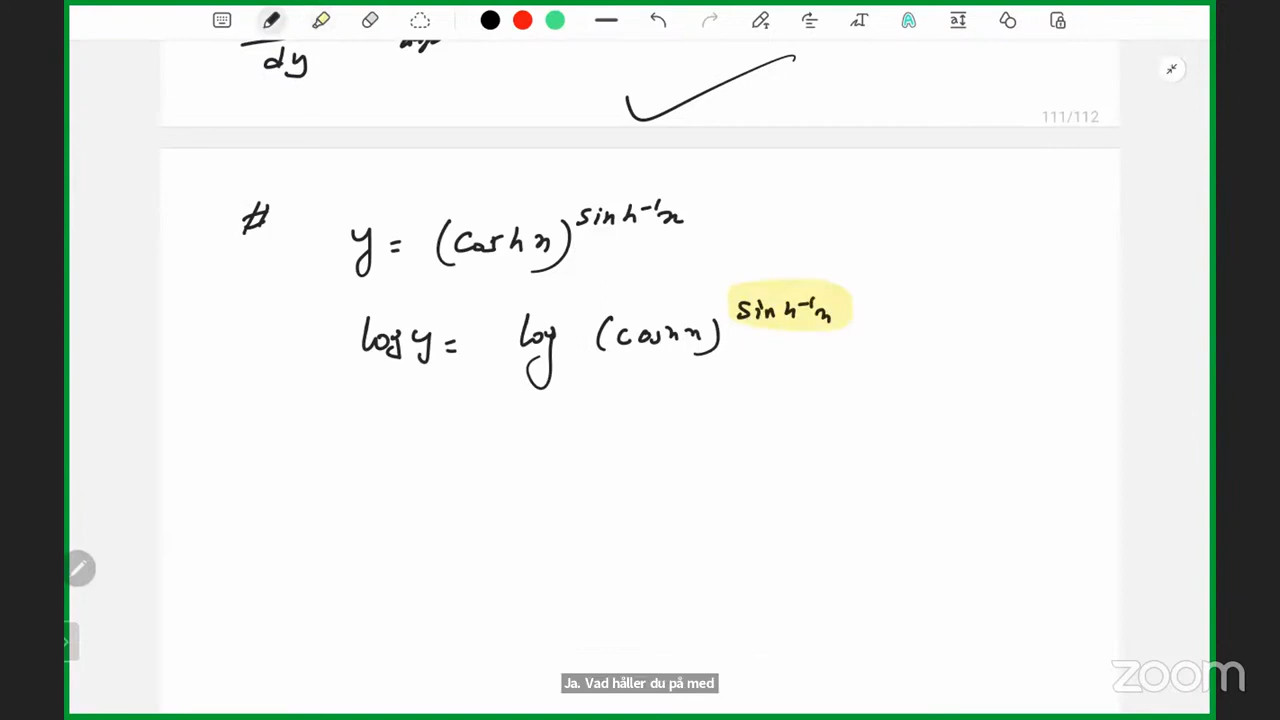 dy
111/112
# y = (cosh x)^{sinh⁻¹x}
log y = log (cosh x)^{sinh⁻¹x}
zoom
Ja. Vad håller du på med